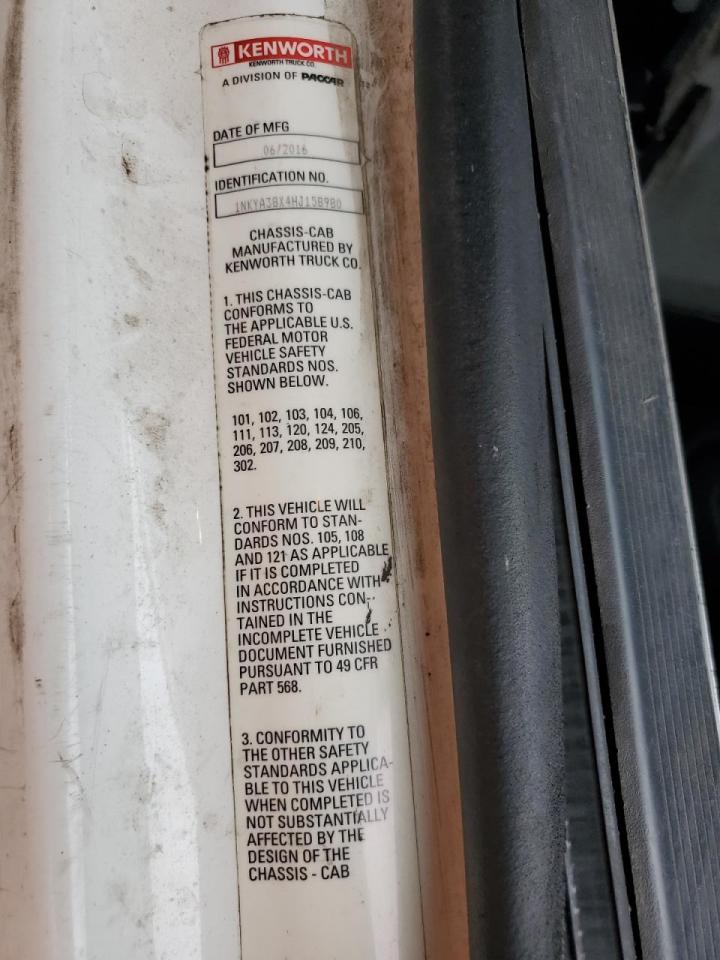 KENWORTH
KENWORTH TRUCK CO.
A DIVISION OF PACCAR
DATE OF MFG
06/2016
IDENTIFICATION NO.
1NKYA3BX4HJ158980
CHASSIS-CAB
MANUFACTURED BY
KENWORTH TRUCK CO.
1. THIS CHASSIS-CAB
CONFORMS TO
THE APPLICABLE U.S.
FEDERAL MOTOR
VEHICLE SAFETY
STANDARDS NOS.
SHOWN BELOW.
101, 102, 103, 104, 106,
111, 113, 120, 124, 205,
206, 207, 208, 209, 210,
302.
2. THIS VEHICLE WILL
CONFORM TO STAN-
DARDS NOS. 105, 108
AND 121 AS APPLICABLE
IF IT IS COMPLETED
IN ACCORDANCE WITH
INSTRUCTIONS CON-
TAINED IN THE
INCOMPLETE VEHICLE
DOCUMENT FURNISHED
PURSUANT TO 49 CFR
PART 568.
3. CONFORMITY TO
THE OTHER SAFETY
STANDARDS APPLICA-
BLE TO THIS VEHICLE
WHEN COMPLETED IS
NOT SUBSTANTIALLY
AFFECTED BY THE
DESIGN OF THE
CHASSIS - CAB